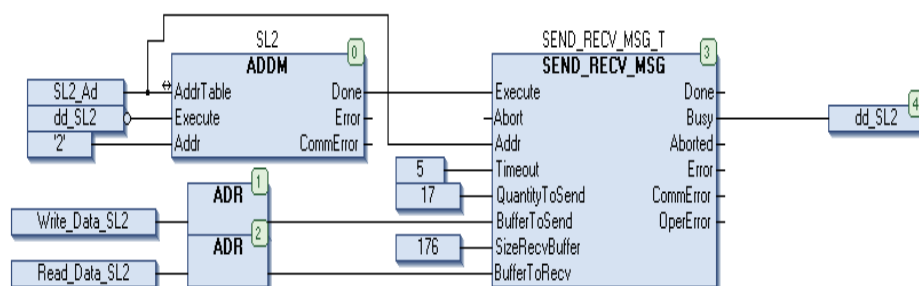 SL2
ADDM
0
AddrTable
Execute
Addr
Done
Error
CommError
SL2_Ad
dd_SL2
'2'
SEND_RECV_MSG_T
SEND_RECV_MSG
3
Execute
Abort
Addr
Timeout
QuantityToSend
BufferToSend
SizeRecvBuffer
BufferToRecv
Done
Busy
Aborted
Error
CommError
OperError
dd_SL2
4
5
17
176
ADR
1
Write_Data_SL2
ADR
2
Read_Data_SL2